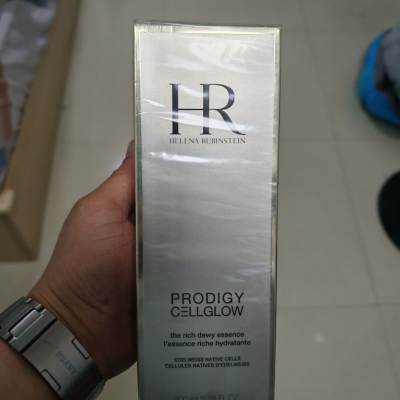 HR
HELENA RUBINSTEIN
PRODIGY
CELLGLOW
the rich dewy essence
l'essence riche hydratante
EDELWEISS NATIVE CELLS
CELLULES NATIVES D'EDELWEISS